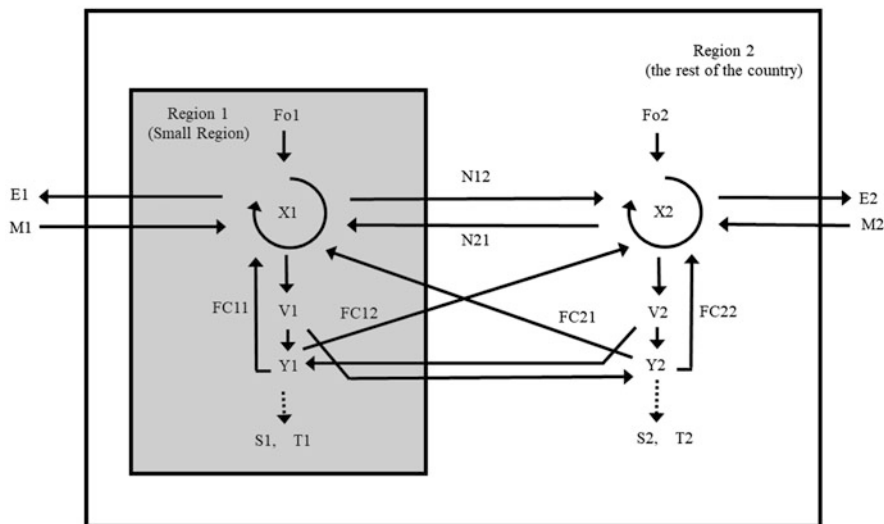 Region 2
(the rest of the country)
Region 1
(Small Region)
Fo1
Fo2
E1
N12
E2
X1
X2
M1
N21
M2
FC11
V1
FC12
FC21
V2
FC22
Y1
Y2
S1, T1
S2, T2